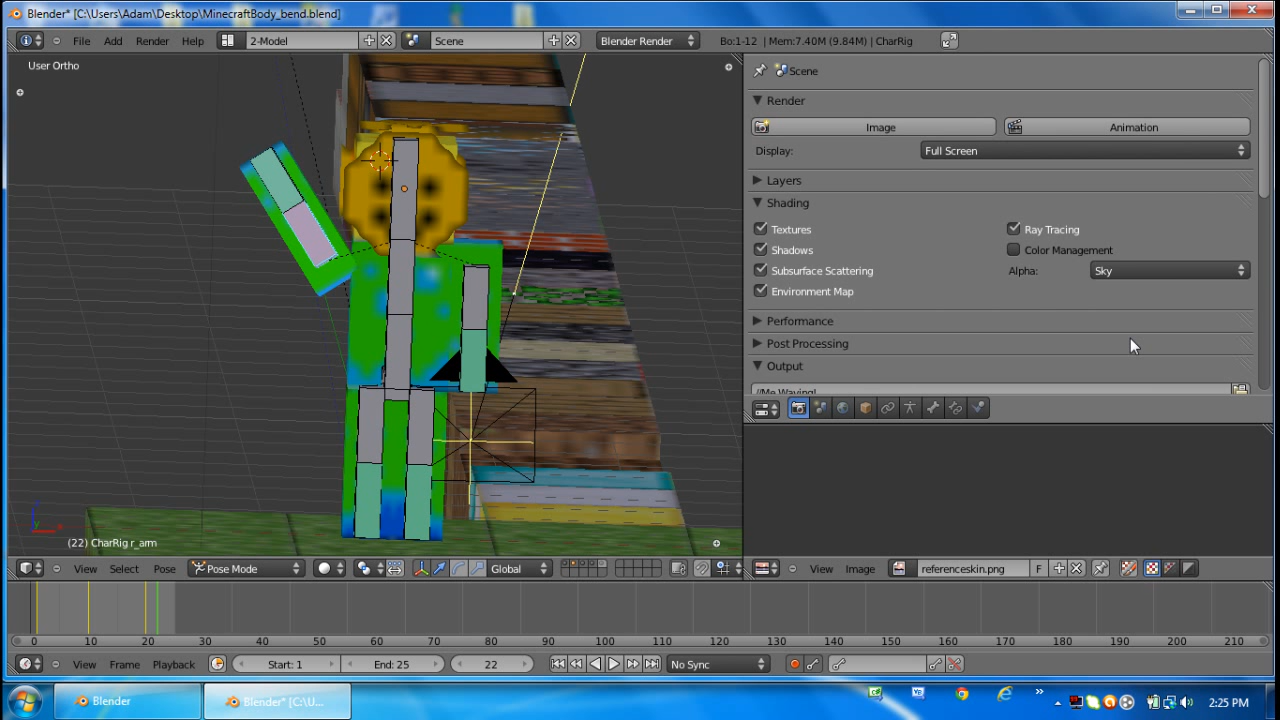 Blender* [C:\Users\Adam\Desktop\MinecraftBody_bend.blend]
File Add Render Help 2-Model Scene Blender Render Bo:1-12 | Mem:7.40M (9.84M) | CharRig
User Ortho
Scene
Render
Image Animation
Display: Full Screen
Layers
Shading
Textures Ray Tracing
Shadows Color Management
Subsurface Scattering Alpha: Sky
Environment Map
Performance
Post Processing
Output
//Me Waving!
(22) CharRig r_arm
View Select Pose Pose Mode Global View Image referenceskin.png F
0 10 20 30 40 50 60 70 80 90 100 110 120 130 140 150 160 170 180 190 200 210
View Frame Playback Start: 1 End: 25 22 No Sync
Blender Blender* [C:\U... 2:25 PM